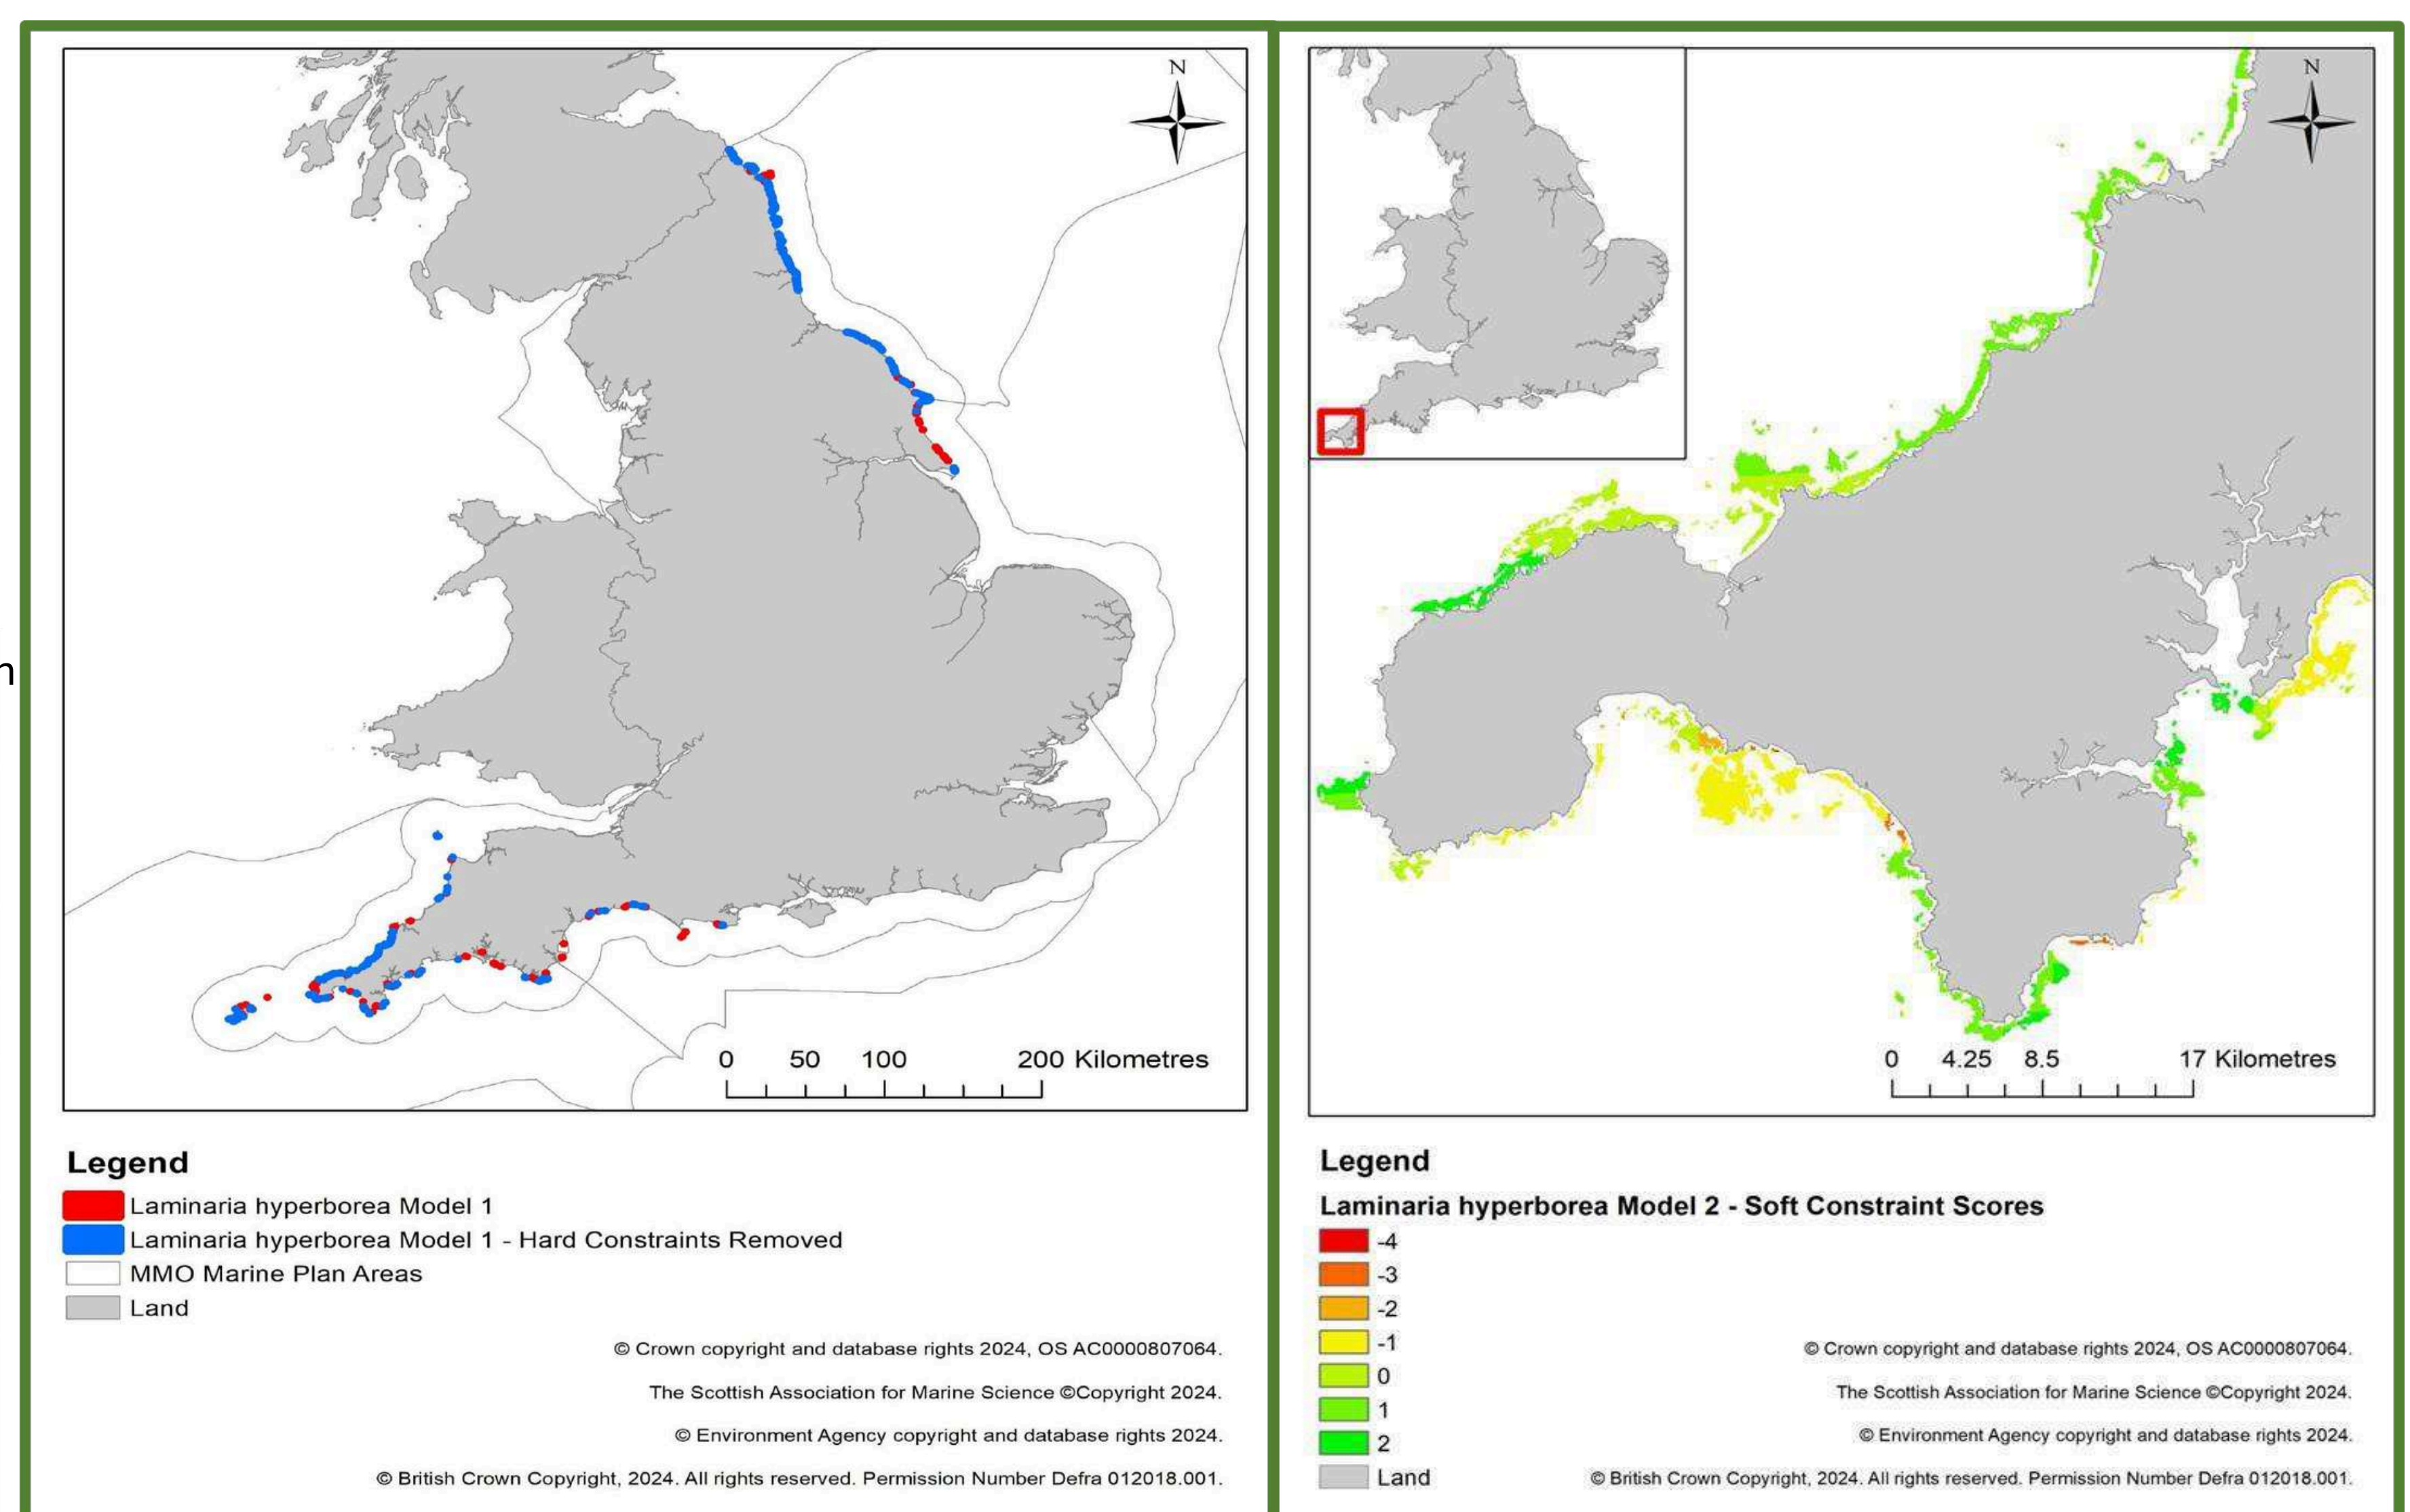 n
N
0 50 100 200 Kilometres
Legend
Laminaria hyperborea Model 1
Laminaria hyperborea Model 1 - Hard Constraints Removed
MMO Marine Plan Areas
Land
© Crown copyright and database rights 2024, OS AC0000807064.
The Scottish Association for Marine Science ©Copyright 2024.
© Environment Agency copyright and database rights 2024.
© British Crown Copyright, 2024. All rights reserved. Permission Number Defra 012018.001.
N
0 4.25 8.5 17 Kilometres
Legend
Laminaria hyperborea Model 2 - Soft Constraint Scores
-4
-3
-2
-1
0
1
2
Land
© Crown copyright and database rights 2024, OS AC0000807064.
The Scottish Association for Marine Science ©Copyright 2024.
© Environment Agency copyright and database rights 2024.
© British Crown Copyright, 2024. All rights reserved. Permission Number Defra 012018.001.